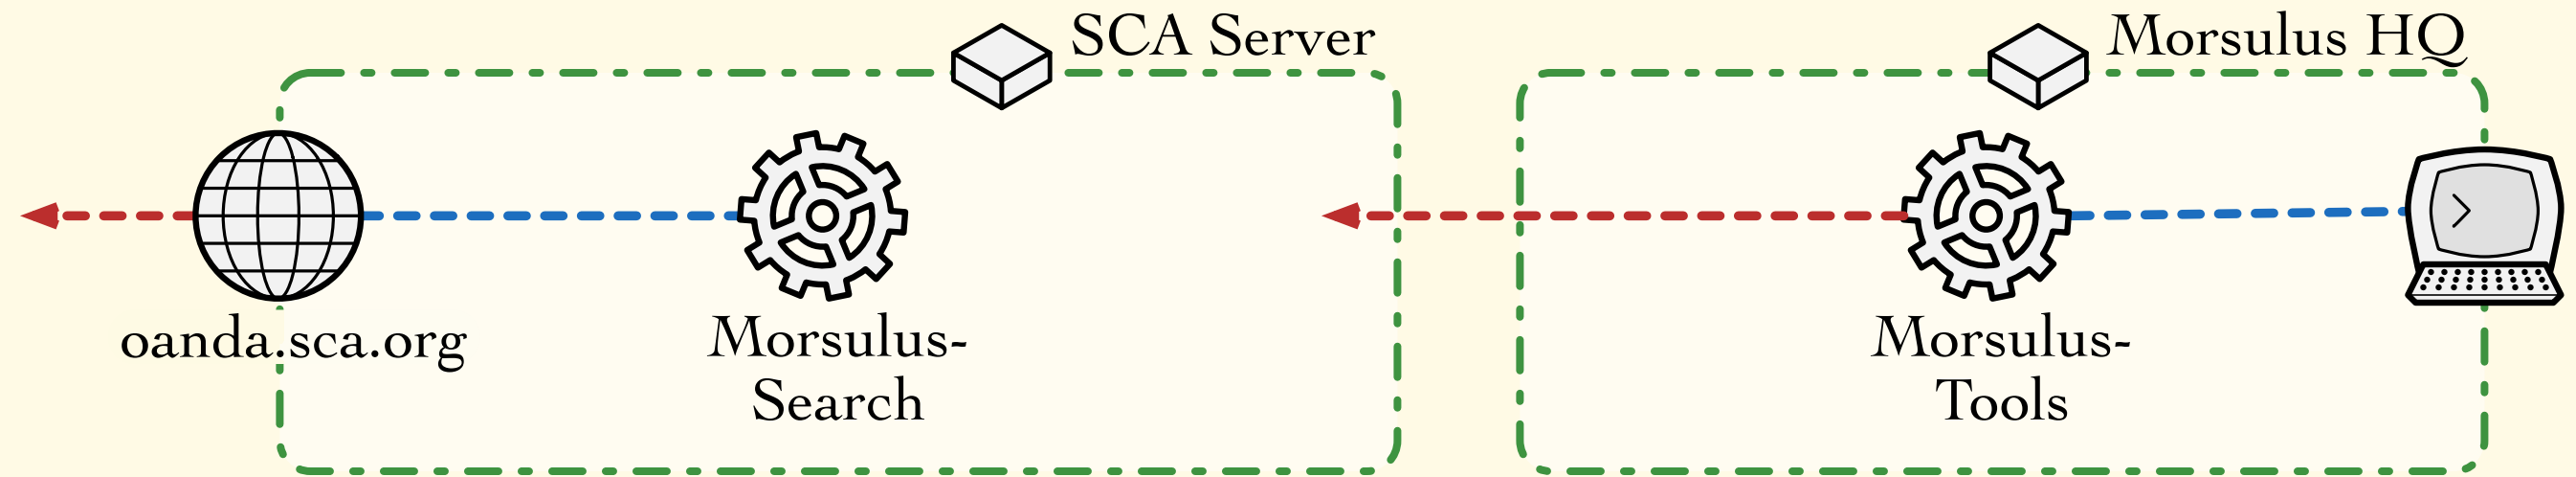 SCA Server
Morsulus HQ
oanda.sca.org
Morsulus-
Search
Morsulus-
Tools